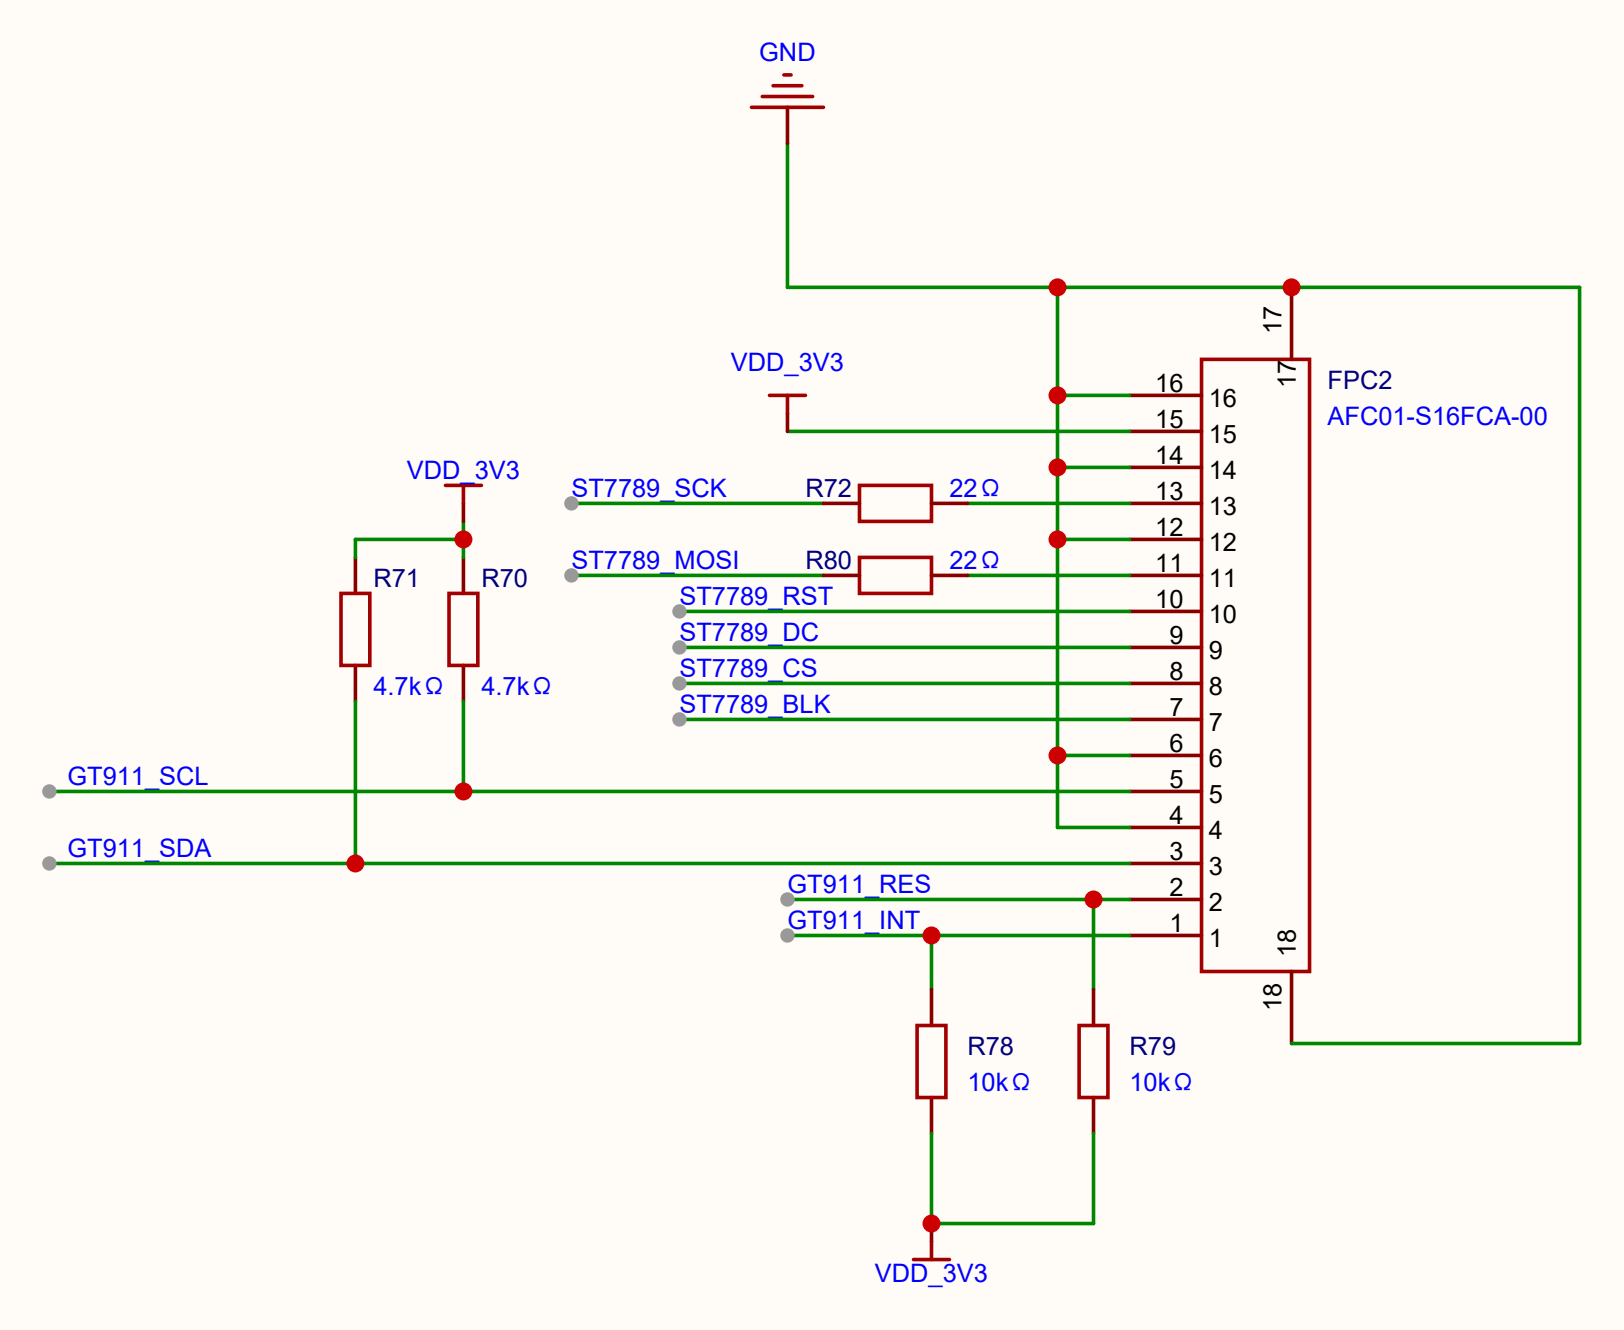 GND
17
17
VDD_3V3
FPC2
AFC01-S16FCA-00
16
16
15
15
VDD_3V3
14
14
ST7789_SCK
R72
22Ω
13
13
12
12
ST7789_MOSI
R80
22Ω
11
11
R71
R70
ST7789_RST
10
10
ST7789_DC
9
9
ST7789_CS
8
8
4.7kΩ
4.7kΩ
ST7789_BLK
7
7
6
6
GT911_SCL
5
5
4
4
GT911_SDA
3
3
GT911_RES
2
2
GT911_INT
1
1
18
18
R78
10kΩ
R79
10kΩ
VDD_3V3